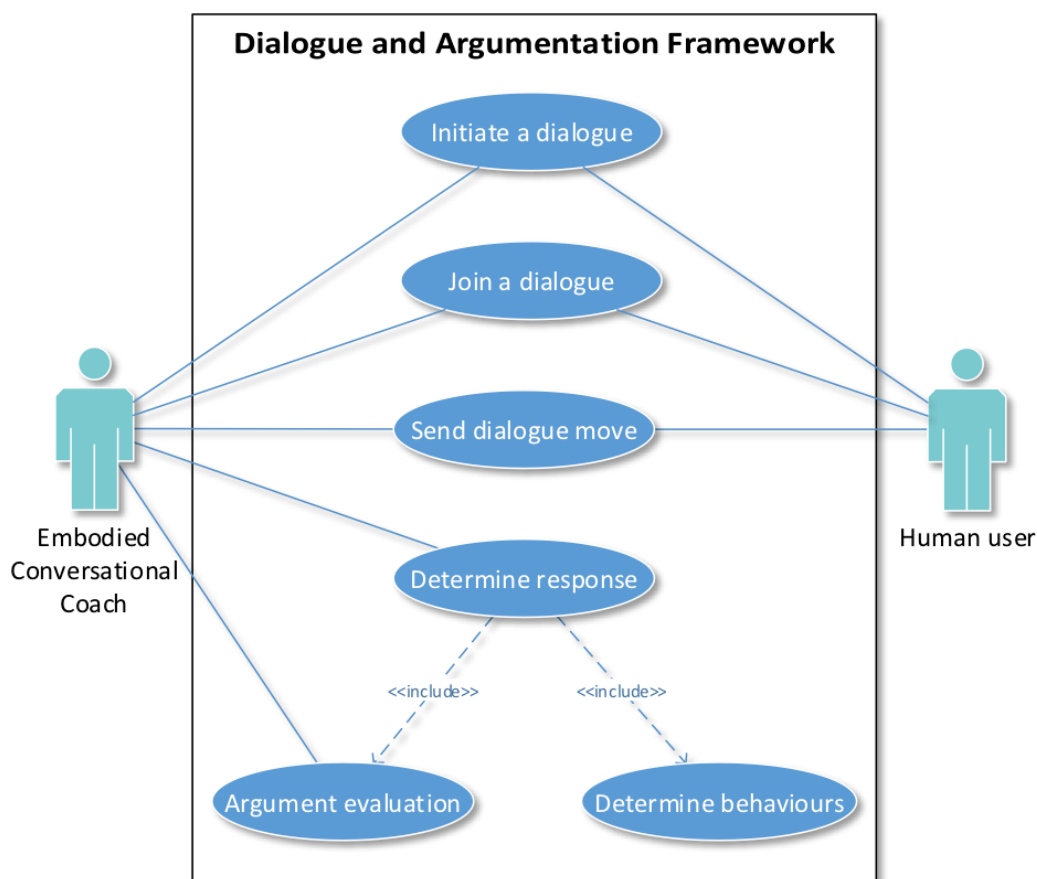 Dialogue and Argumentation Framework
Initiate a dialogue
Join a dialogue
Send dialogue move
Embodied
Conversational
Coach
Human user
Determine response
<<include>>
<<include>>
Argument evaluation
Determine behaviours